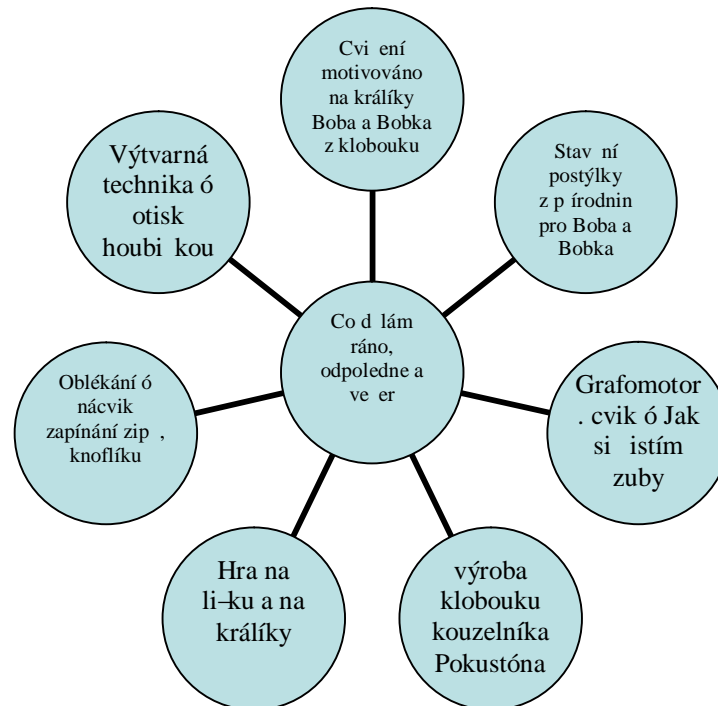 Cvi ení
motivováno
na králíky
Boba a Bobka
z klobouku
Stav ní
postýlky
z p írodnin
pro Boba a
Bobka
Grafomotor
. cvik ó Jak
si istím
zuby
výroba
klobouku
kouzelníka
Pokustóna
Hra na
li–ku a na
králíky
Oblékání ó
nácvik
zapínání zip ,
knoflíku
Výtvarná
technika ó
otisk
houbi kou
Co d lám
ráno,
odpoledne a
ve er